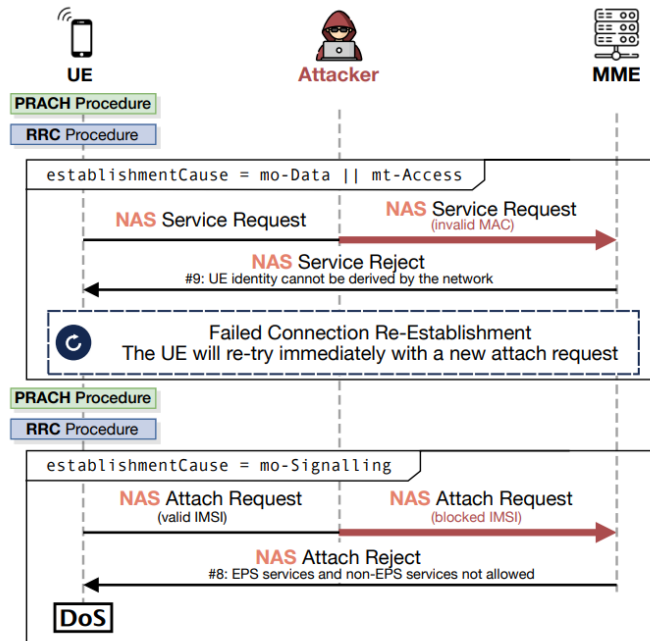 UE
Attacker
MME
PRACH Procedure
RRC Procedure
establishmentCause = mo-Data || mt-Access
NAS Service Request
NAS Service Request
(invalid MAC)
NAS Service Reject
#9: UE identity cannot be derived by the network
Failed Connection Re-Establishment
The UE will re-try immediately with a new attach request
PRACH Procedure
RRC Procedure
establishmentCause = mo-Signalling
NAS Attach Request
(valid IMSI)
NAS Attach Request
(blocked IMSI)
NAS Attach Reject
#8: EPS services and non-EPS services not allowed
DoS